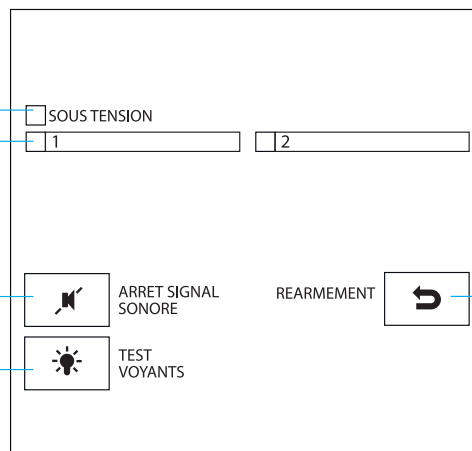 SOUS TENSION
1
2
ARRET SIGNAL
SONORE
REARMEMENT
TEST
VOYANTS